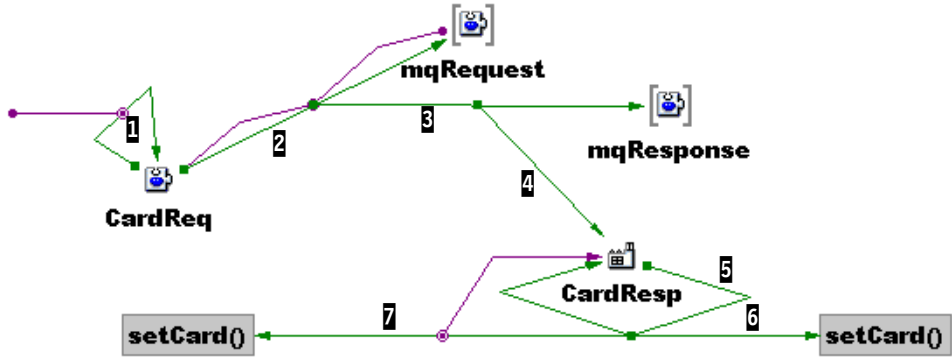 mqRequest
1
2
3
mqResponse
CardReq
4
CardResp
5
setCard()
7
6
setCard()